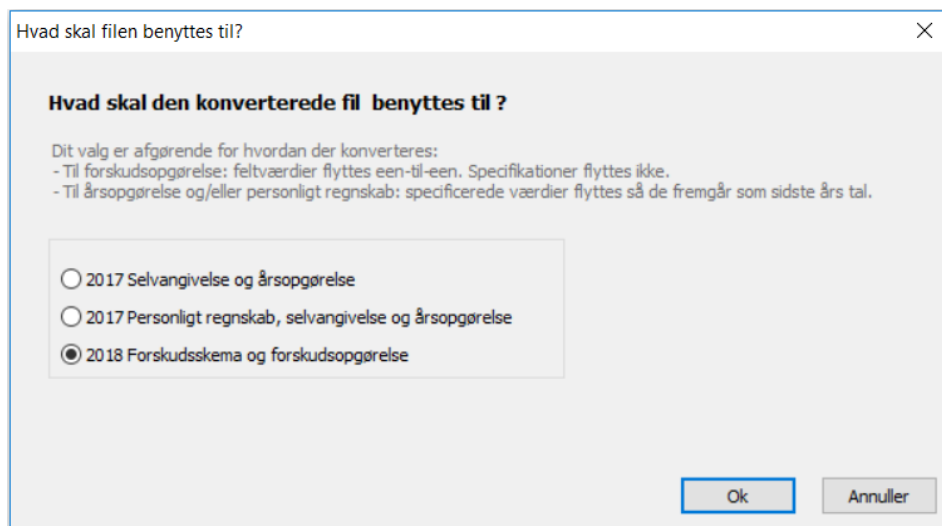 Hvad skal filen benyttes til?
Hvad skal den konverterede fil benyttes til ?
Dit valg er afgørende for hvordan der konverteres:
- Til forskudsopgørelse: feltværdier flyttes een-til-een. Specifikationer flyttes ikke.
- Til årsopgørelse og/eller personligt regnskab: specificerede værdier flyttes så de fremgår som sidste års tal.
2017 Selvangivelse og årsopgørelse
2017 Personligt regnskab, selvangivelse og årsopgørelse
2018 Forskudsskema og forskudsopgørelse
Ok
Annuller